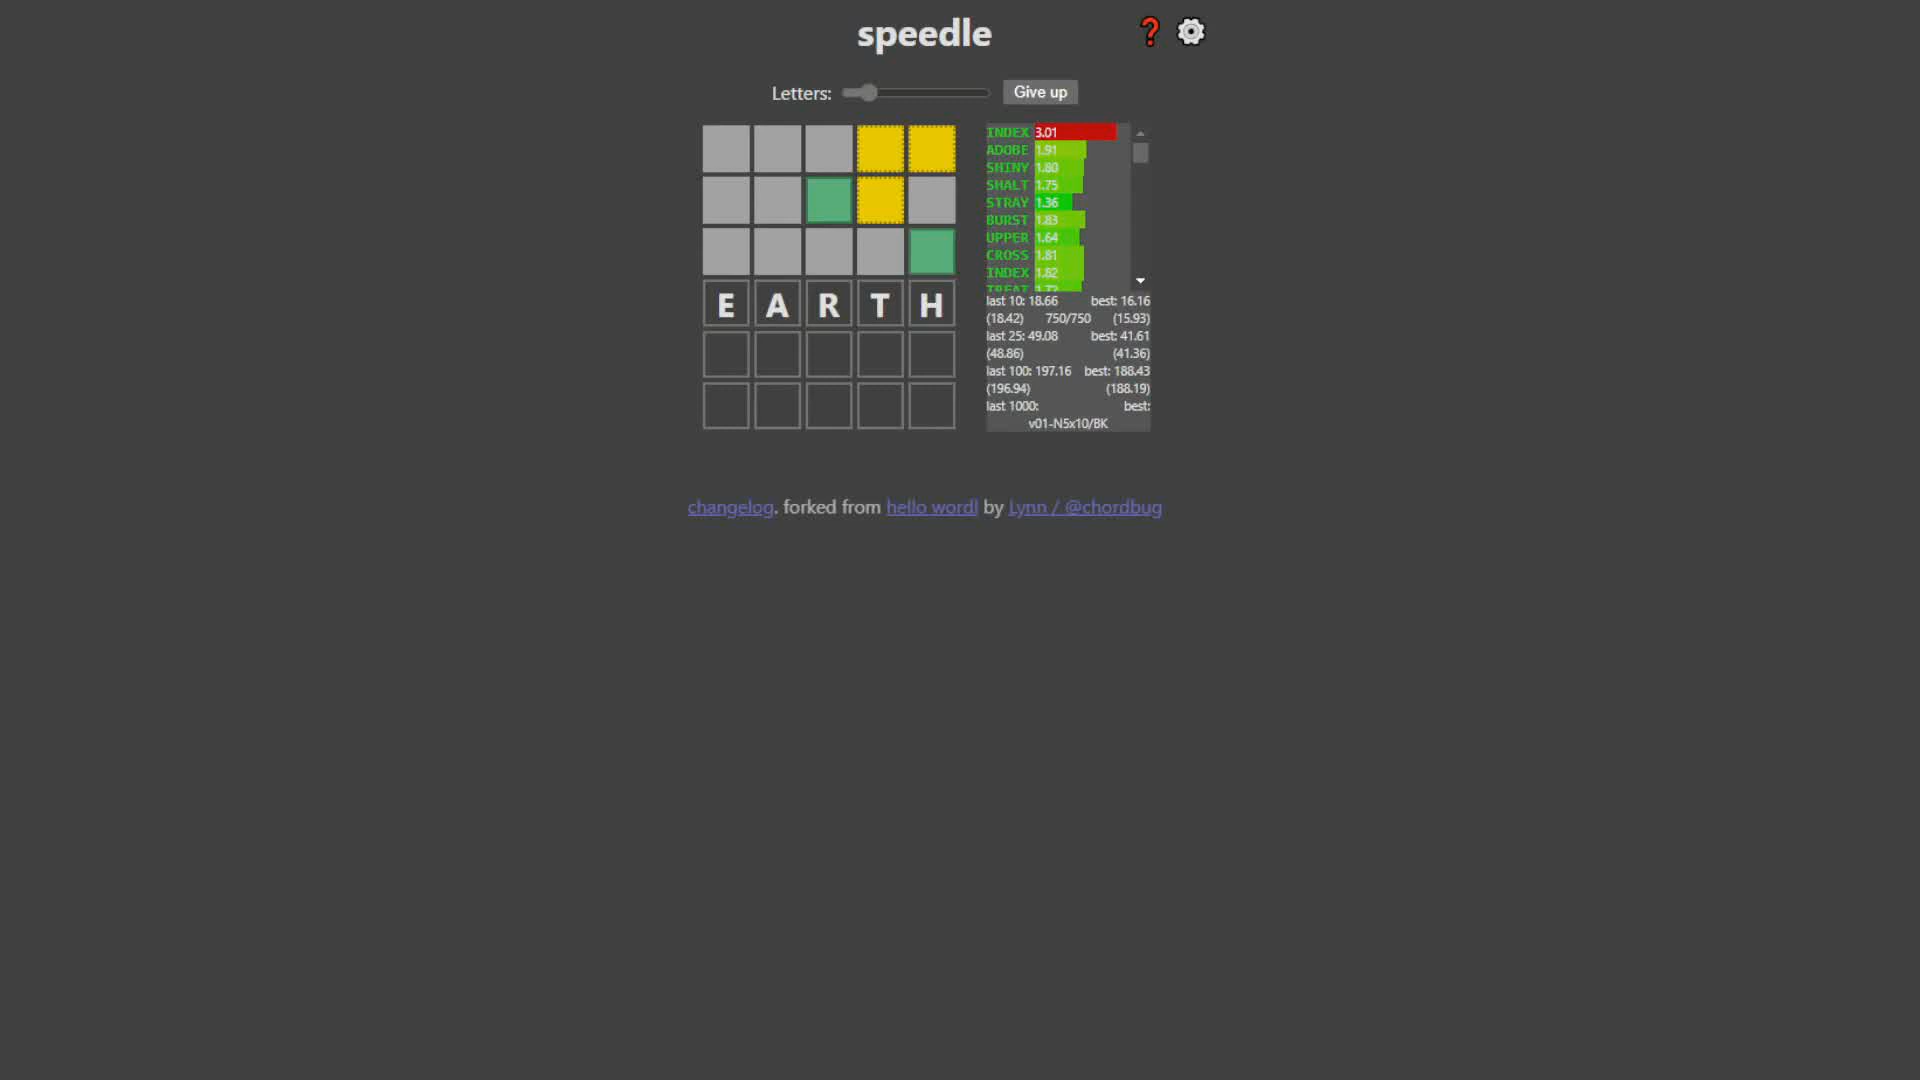 speedle
Letters: Give up
INDEX 3.01
ADOBE 1.91
SHINY 1.80
SHALT 1.75
STRAY 1.36
BURST 1.83
UPPER 1.64
CROSS 1.81
INDEX 1.82
TREAT 1.72
EARTH
last 10: 18.66 best: 16.16
(18.42) 750/750 (15.93)
last 25: 49.08 best: 41.61
(48.86) (41.36)
last 100: 197.16 best: 188.43
(196.94) (188.19)
last 1000: best:
v01-N5x10/BK
changelog. forked from hello wordl by Lynn / @chordbug